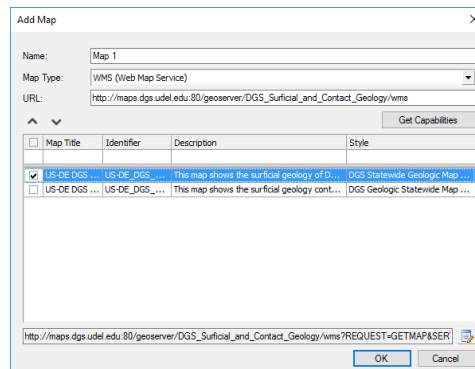 Add Map
Name: Map 1
Map Type: WMS (Web Map Service)
URL: http://maps.dgs.udel.edu:80/geoserver/DGS_Surficial_and_Contact_Geology/wms
Get Capabilities
Map Title Identifier Description Style
US-DE DGS ... US-DE_DGS_... This map shows the surficial geology of D... DGS Statewide Geologic Map ...
US-DE DGS ... US-DE_DGS_... This map shows the surficial geology cont... DGS Geologic Statewide Map ...
http://maps.dgs.udel.edu:80/geoserver/DGS_Surficial_and_Contact_Geology/wms?REQUEST=GETMAP&SER
OK Cancel